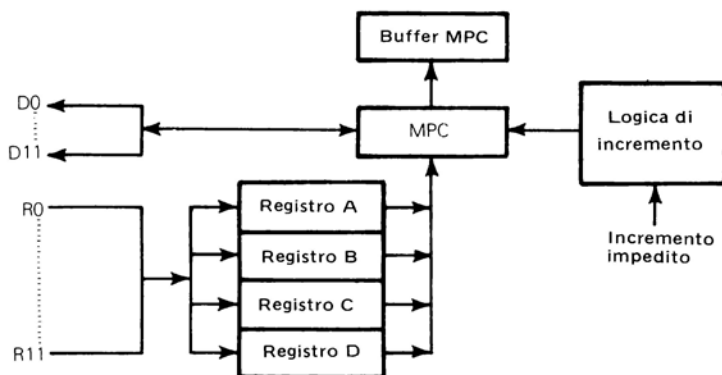 Buffer MPC
D0
D11
MPC
Logica di
incremento
R0
R11
Registro A
Registro B
Registro C
Registro D
Incremento
impedito